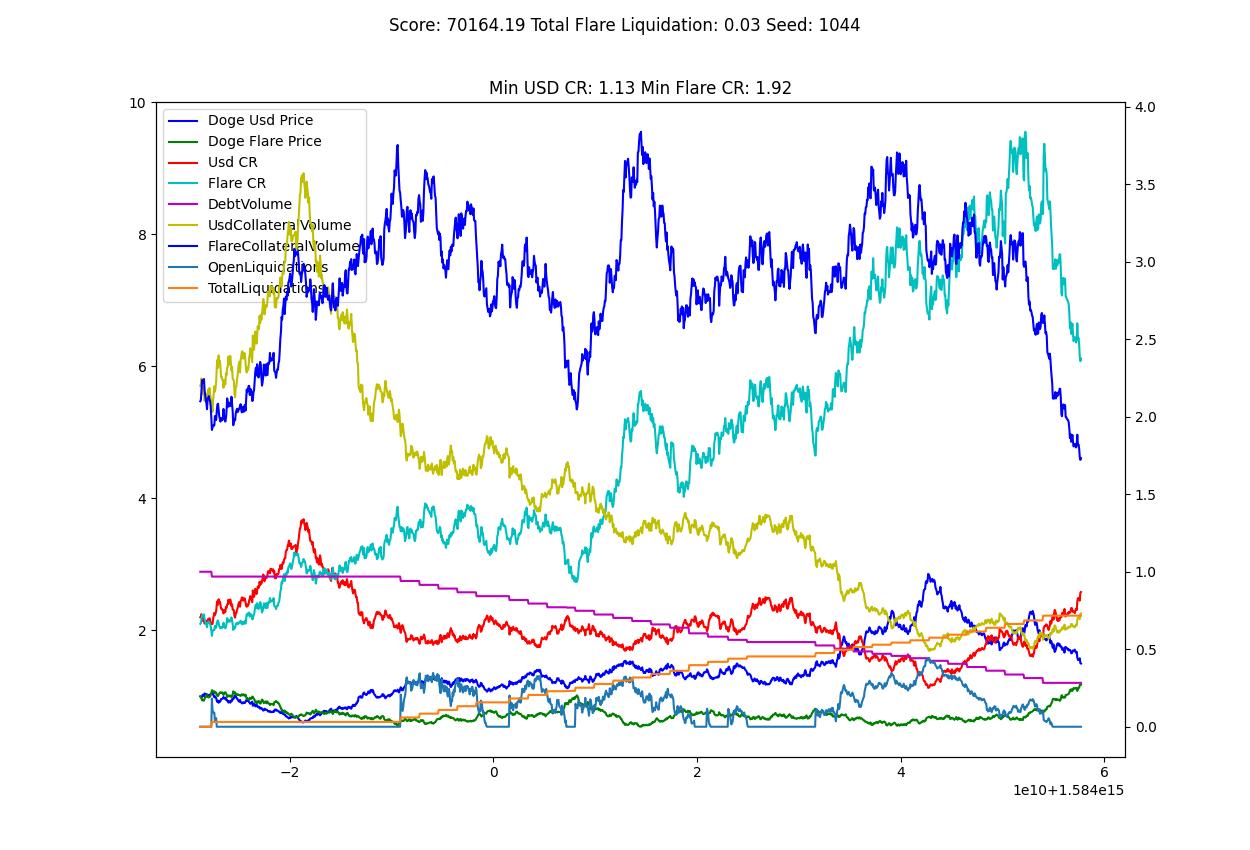 Score: 70164.19 Total Flare Liquidation: 0.03 Seed: 1044
Min USD CR: 1.13 Min Flare CR: 1.92
Doge Usd Price
Doge Flare Price
Usd CR
Flare CR
DebtVolume
UsdCollateralVolume
FlareCollateralVolume
OpenLiquidations
TotalLiquidations
10
8
6
4
2
4.0
3.5
3.0
2.5
2.0
1.5
1.0
0.5
0.0
−2
0
2
4
6
1e10+1.584e15